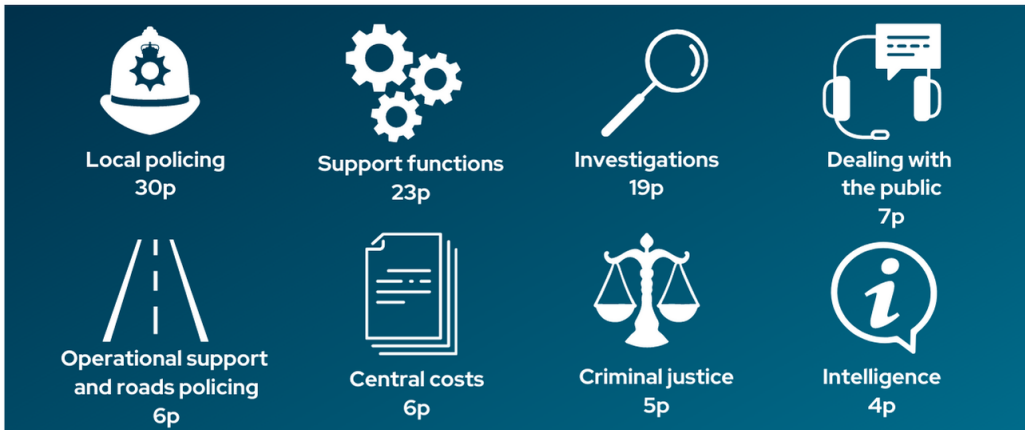 Local policing
30p
Support functions
23p
Investigations
19p
Dealing with
the public
7p
Operational support
and roads policing
6p
Central costs
6p
Criminal justice
5p
Intelligence
4p